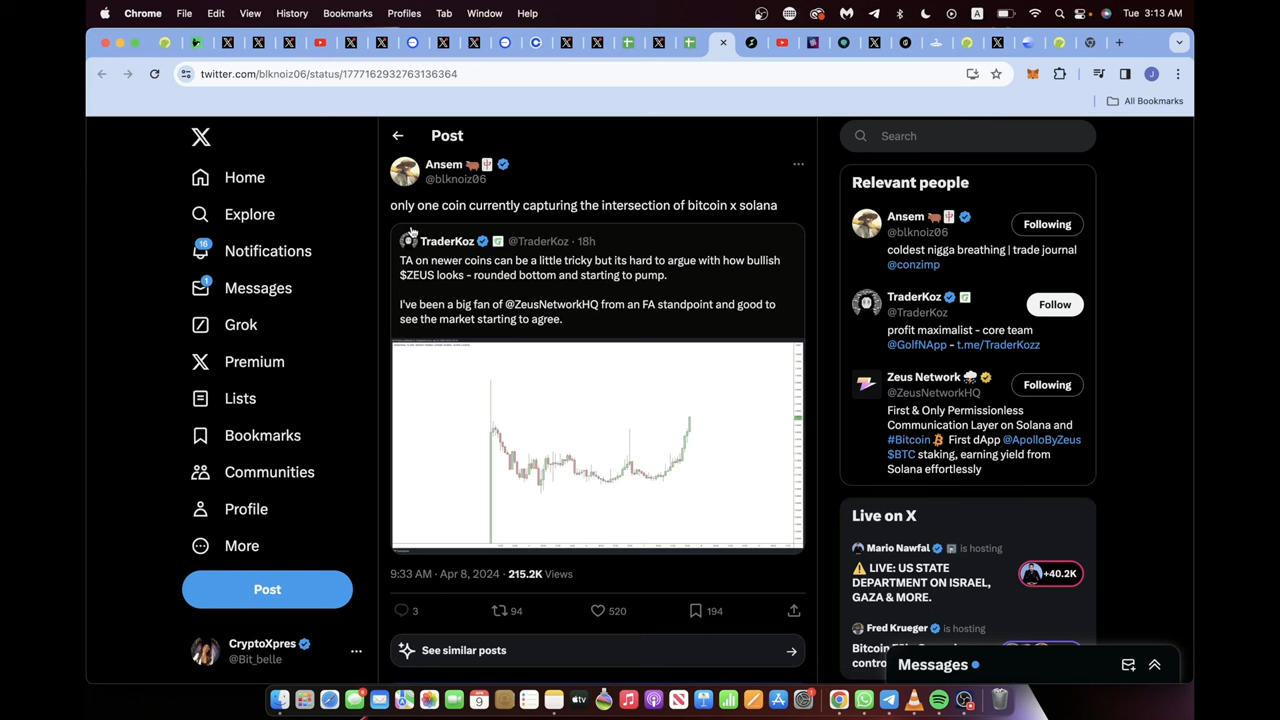 Chrome File Edit View History Bookmarks Profiles Tab Window Help
A
Tue 3:13 AM
twitter.com/blknoiz06/status/1777162932763136364
J
All Bookmarks
Home
Explore
16
Notifications
1
Messages
Grok
Premium
Lists
Bookmarks
Communities
Profile
More
Post
CryptoXpres
@Bit_belle
Post
Ansem
@blknoiz06
only one coin currently capturing the intersection of bitcoin x solana
TraderKoz @TraderKoz · 18h
TA on newer coins can be a little tricky but its hard to argue with how bullish
$ZEUS looks - rounded bottom and starting to pump.
I've been a big fan of @ZeusNetworkHQ from an FA standpoint and good to
see the market starting to agree.
9:33 AM · Apr 8, 2024 · 215.2K Views
3 94 520 194
See similar posts
Search
Relevant people
Ansem
@blknoiz06
Following
coldest nigga breathing | trade journal
@conzimp
TraderKoz
@TraderKoz
Follow
profit maximalist - core team
@GolfNApp - t.me/TraderKozz
Zeus Network
@ZeusNetworkHQ
Following
First & Only Permissionless
Communication Layer on Solana and
#Bitcoin First dApp @ApolloByZeus
$BTC staking, earning yield from
Solana effortlessly
Live on X
Mario Nawfal is hosting
LIVE: US STATE
DEPARTMENT ON ISRAEL,
GAZA & MORE.
+40.2K
Fred Krueger is hosting
Messages